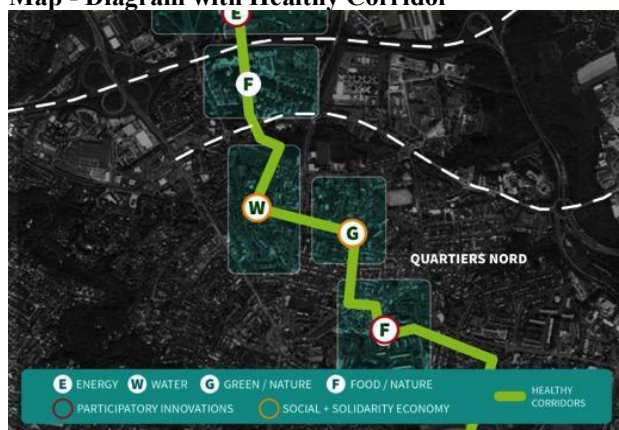 Map - Diagram with Healthy Corridor
E
F
W
G
QUARTIERS NORD
F
E ENERGY W WATER G GREEN / NATURE F FOOD / NATURE
PARTICIPATORY INNOVATIONS SOCIAL + SOLIDARITY ECONOMY
HEALTHY
CORRIDORS